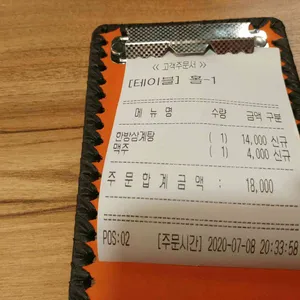 ≪ 고객주문서 ≫
[테이블] 홀-1
메 뉴 명 수량 금액 구분
한방삼계탕 ( 1) 14,000 신규
맥주 ( 1) 4,000 신규
주 문 합 계 금 액 : 18,000
POS:02 [주문시간] 2020-07-08 20:33:58